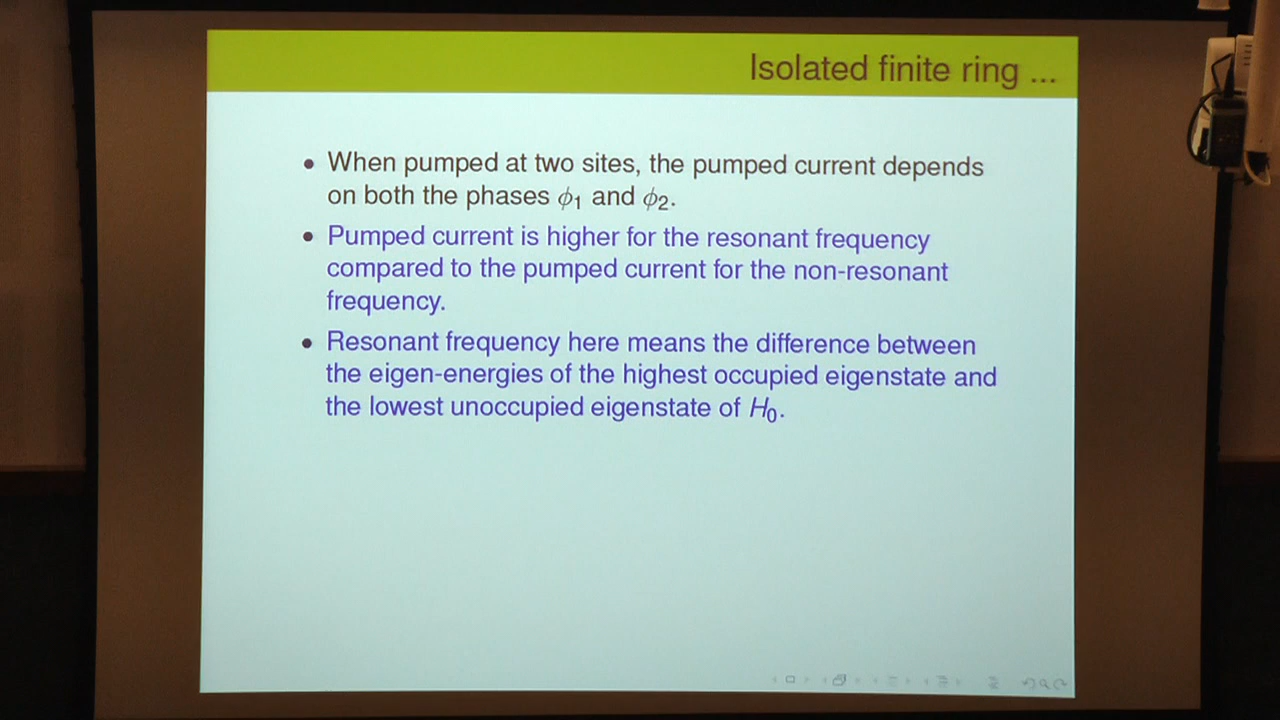 Isolated finite ring ...
• When pumped at two sites, the pumped current depends
on both the phases ϕ1 and ϕ2.
• Pumped current is higher for the resonant frequency
compared to the pumped current for the non-resonant
frequency.
• Resonant frequency here means the difference between
the eigen-energies of the highest occupied eigenstate and
the lowest unoccupied eigenstate of H0.